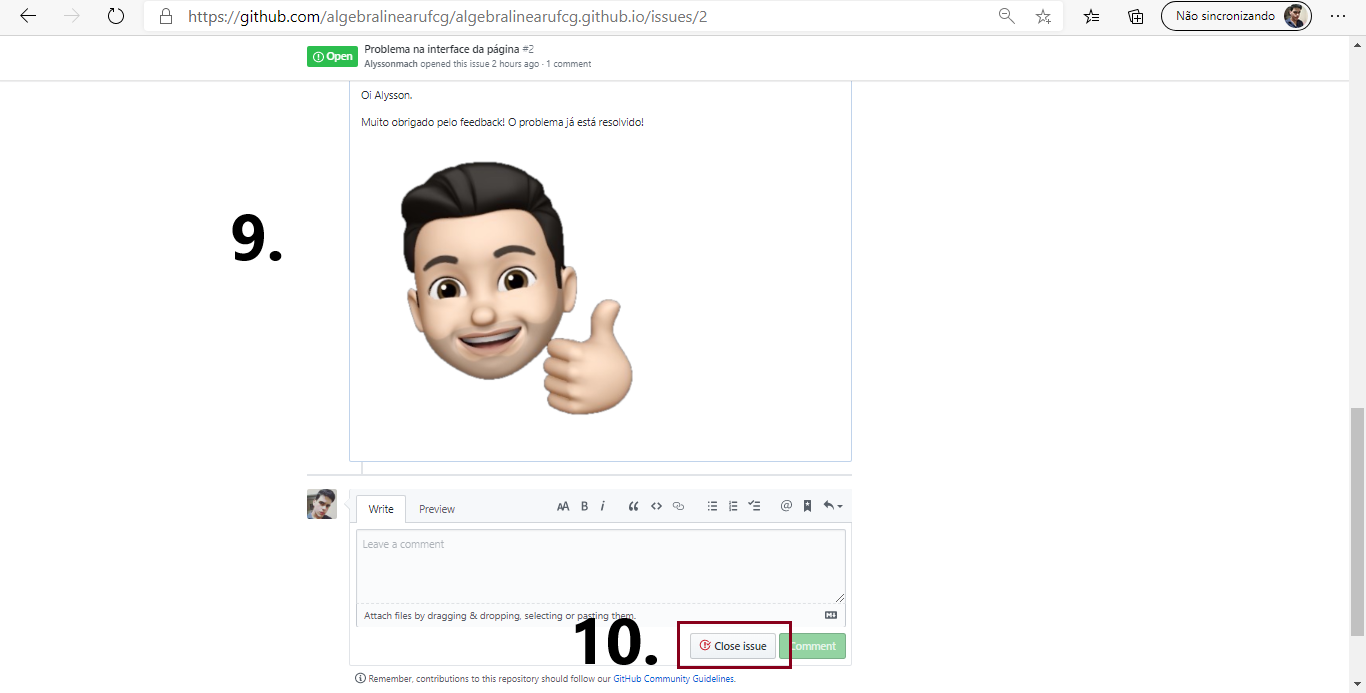 https://github.com/algebralinearufcg/algebralinearufcg.github.io/issues/2
Não sincronizando
Open
Problema na interface da página #2
Alyssonmach opened this issue 2 hours ago · 1 comment
Oi Alysson.
Muito obrigado pelo feedback! O problema já está resolvido!
9.
Write Preview
Leave a comment
Attach files by dragging & dropping, selecting or pasting them.
10.
Close issue
Comment
Remember, contributions to this repository should follow our GitHub Community Guidelines.